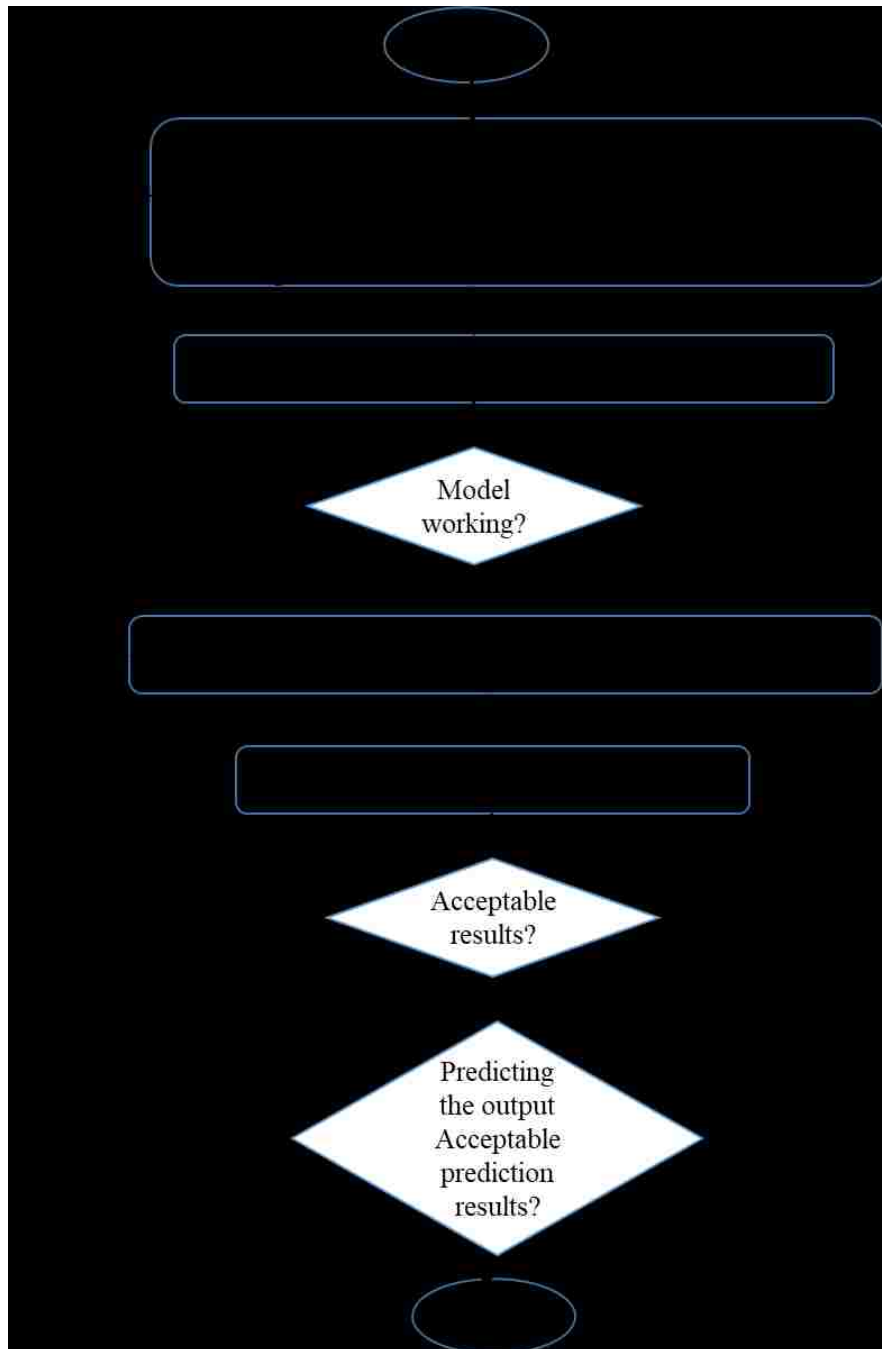 Model
working?
Acceptable
results?
Predicting
the output
Acceptable
prediction
results?